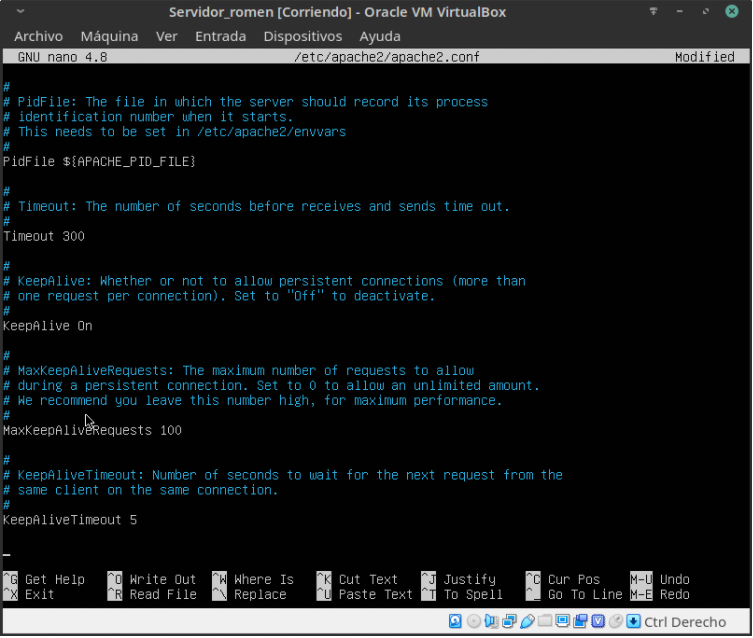 Servidor_romen [Corriendo] - Oracle VM VirtualBox
Archivo Máquina Ver Entrada Dispositivos Ayuda
GNU nano 4.8 /etc/apache2/apache2.conf Modified
#
# PidFile: The file in which the server should record its process
# identification number when it starts.
# This needs to be set in /etc/apache2/envvars
#
PidFile ${APACHE_PID_FILE}
#
# Timeout: The number of seconds before receives and sends time out.
#
Timeout 300
#
# KeepAlive: Whether or not to allow persistent connections (more than
# one request per connection). Set to "Off" to deactivate.
#
KeepAlive On
#
# MaxKeepAliveRequests: The maximum number of requests to allow
# during a persistent connection. Set to 0 to allow an unlimited amount.
# We recommend you leave this number high, for maximum performance.
#
MaxKeepAliveRequests 100
#
# KeepAliveTimeout: Number of seconds to wait for the next request from the
# same client on the same connection.
#
KeepAliveTimeout 5
^G Get Help ^O Write Out ^W Where Is ^K Cut Text ^J Justify ^C Cur Pos M-U Undo
^X Exit ^R Read File ^\ Replace ^U Paste Text ^T To Spell ^_ Go To Line M-E Redo
Ctrl Derecho